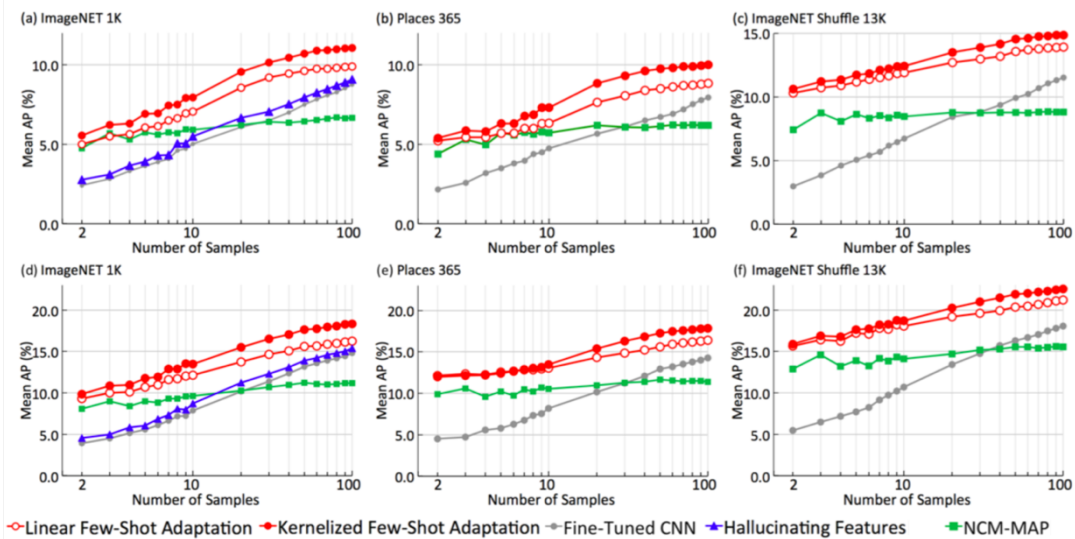 (a) ImageNET 1K
(b) Places 365
(c) ImageNET Shuffle 13K
Mean AP (%)
10.0
5.0
0.0
2
10
100
Number of Samples
Mean AP (%)
10.0
5.0
0.0
2
10
100
Number of Samples
Mean AP (%)
15.0
10.0
5.0
0.0
2
10
100
Number of Samples
(d) ImageNET 1K
(e) Places 365
(f) ImageNET Shuffle 13K
Mean AP (%)
20.0
15.0
10.0
5.0
0.0
2
10
100
Number of Samples
Mean AP (%)
20.0
15.0
10.0
5.0
0.0
2
10
100
Number of Samples
Mean AP (%)
20.0
15.0
10.0
5.0
0.0
2
10
100
Number of Samples
Linear Few-Shot Adaptation Kernelized Few-Shot Adaptation Fine-Tuned CNN Hallucinating Features NCM-MAP